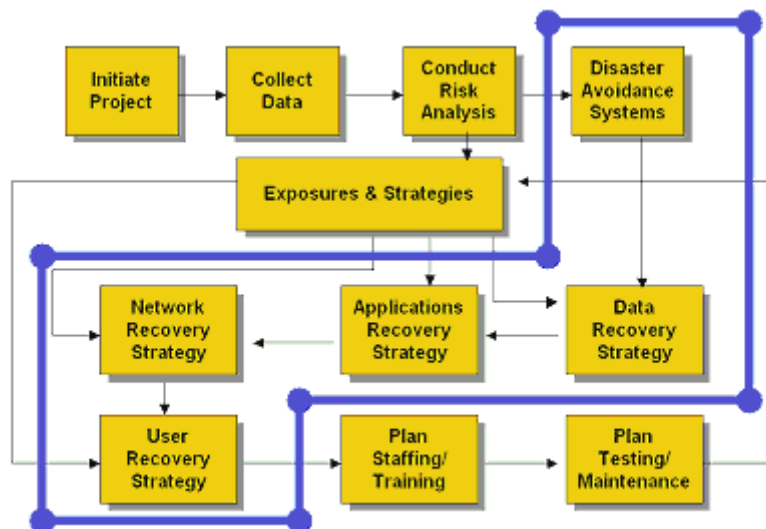 Initiate
Project
Collect
Data
Conduct
Risk
Analysis
Disaster
Avoidance
Systems
Exposures & Strategies
Network
Recovery
Strategy
Applications
Recovery
Strategy
Data
Recovery
Strategy
User
Recovery
Strategy
Plan
Staffing/
Training
Plan
Testing/
Maintenance